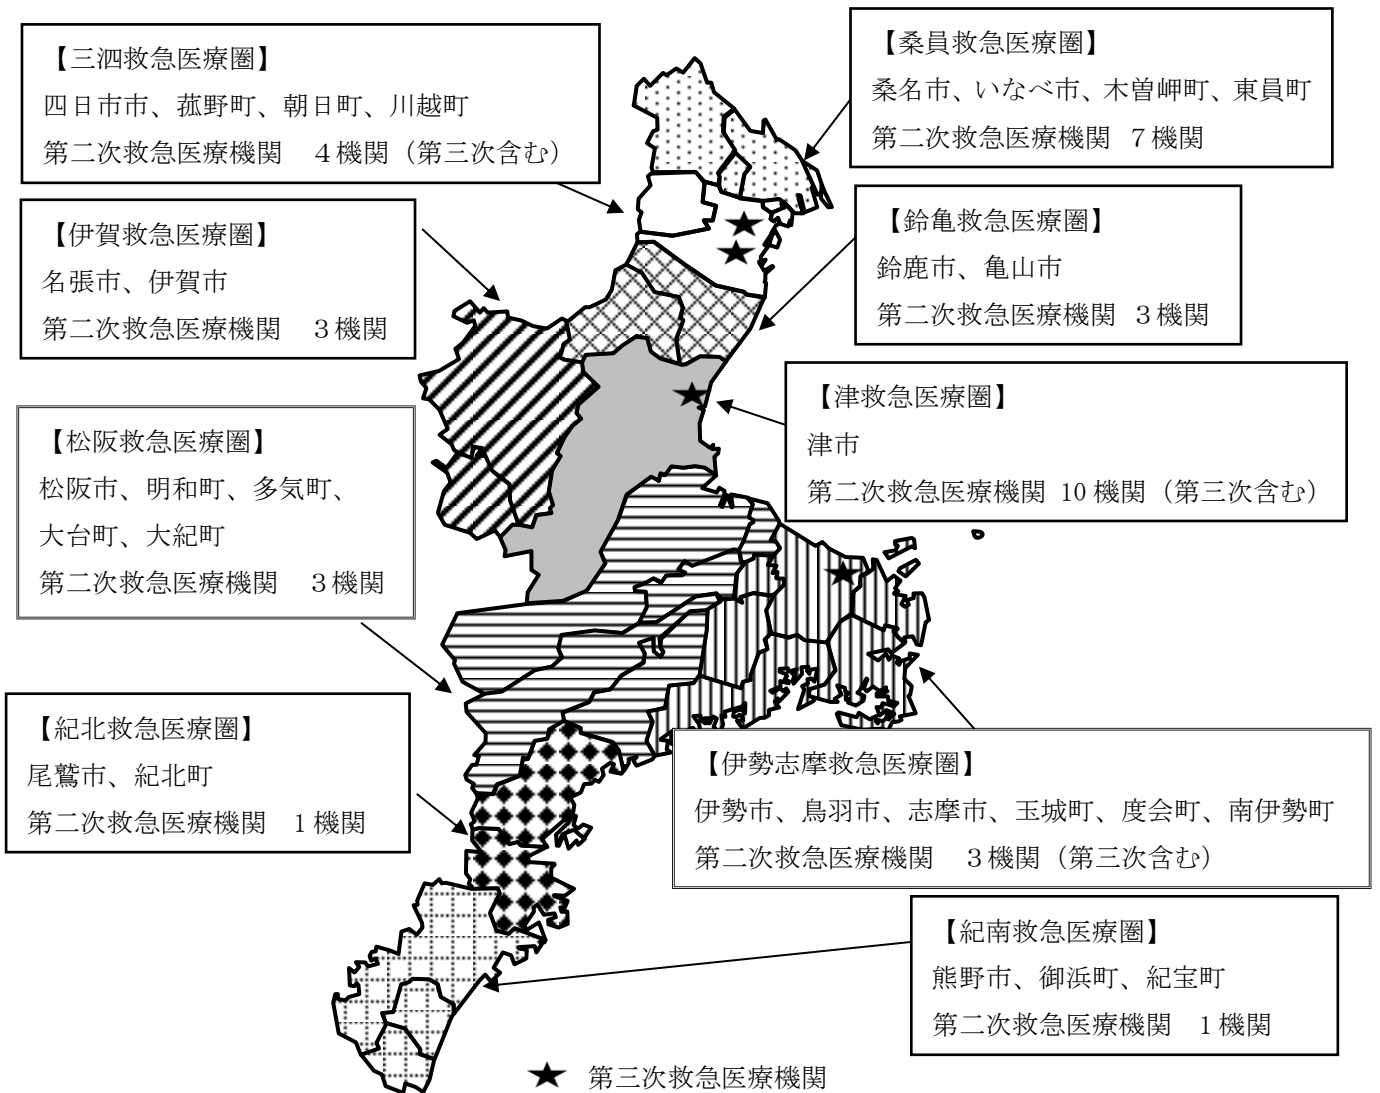 【三泗救急医療圏】
四日市市、菰野町、朝日町、川越町
第二次救急医療機関　４機関（第三次含む）
【桑員救急医療圏】
桑名市、いなべ市、木曽岬町、東員町
第二次救急医療機関 ７機関
【伊賀救急医療圏】
名張市、伊賀市
第二次救急医療機関　３機関
【鈴亀救急医療圏】
鈴鹿市、亀山市
第二次救急医療機関 ３機関
【津救急医療圏】
津市
第二次救急医療機関 10 機関（第三次含む）
【松阪救急医療圏】
松阪市、明和町、多気町、
大台町、大紀町
第二次救急医療機関　３機関
【紀北救急医療圏】
尾鷲市、紀北町
第二次救急医療機関　１機関
【伊勢志摩救急医療圏】
伊勢市、鳥羽市、志摩市、玉城町、度会町、南伊勢町
第二次救急医療機関　３機関（第三次含む）
【紀南救急医療圏】
熊野市、御浜町、紀宝町
第二次救急医療機関　１機関
★　第三次救急医療機関